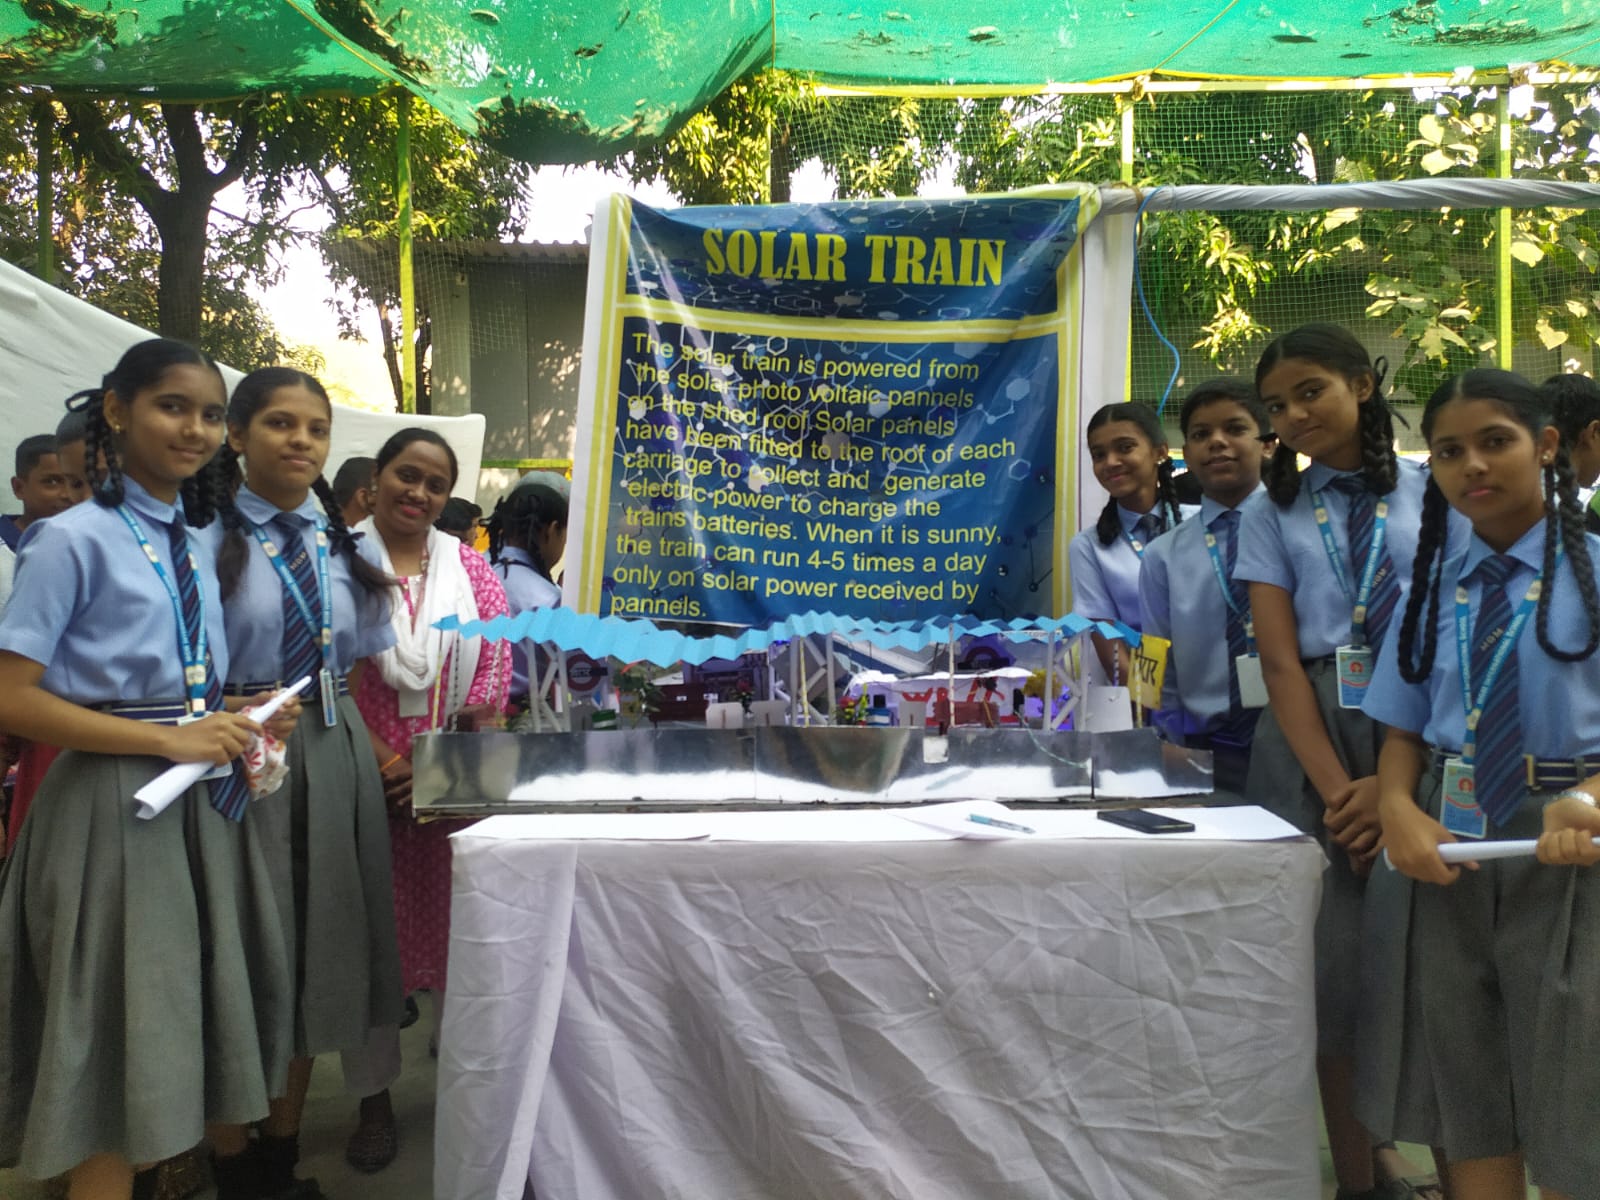 SOLAR TRAIN
The solar train is powered from
the solar photo voltaic pannels
on the shed roof.Solar panels
have been fitted to the roof of each
carriage to collect and generate
electric power to charge the
trains batteries. When it is sunny,
the train can run 4-5 times a day
only on solar power received by
pannels.
MGM
MGM
MGM